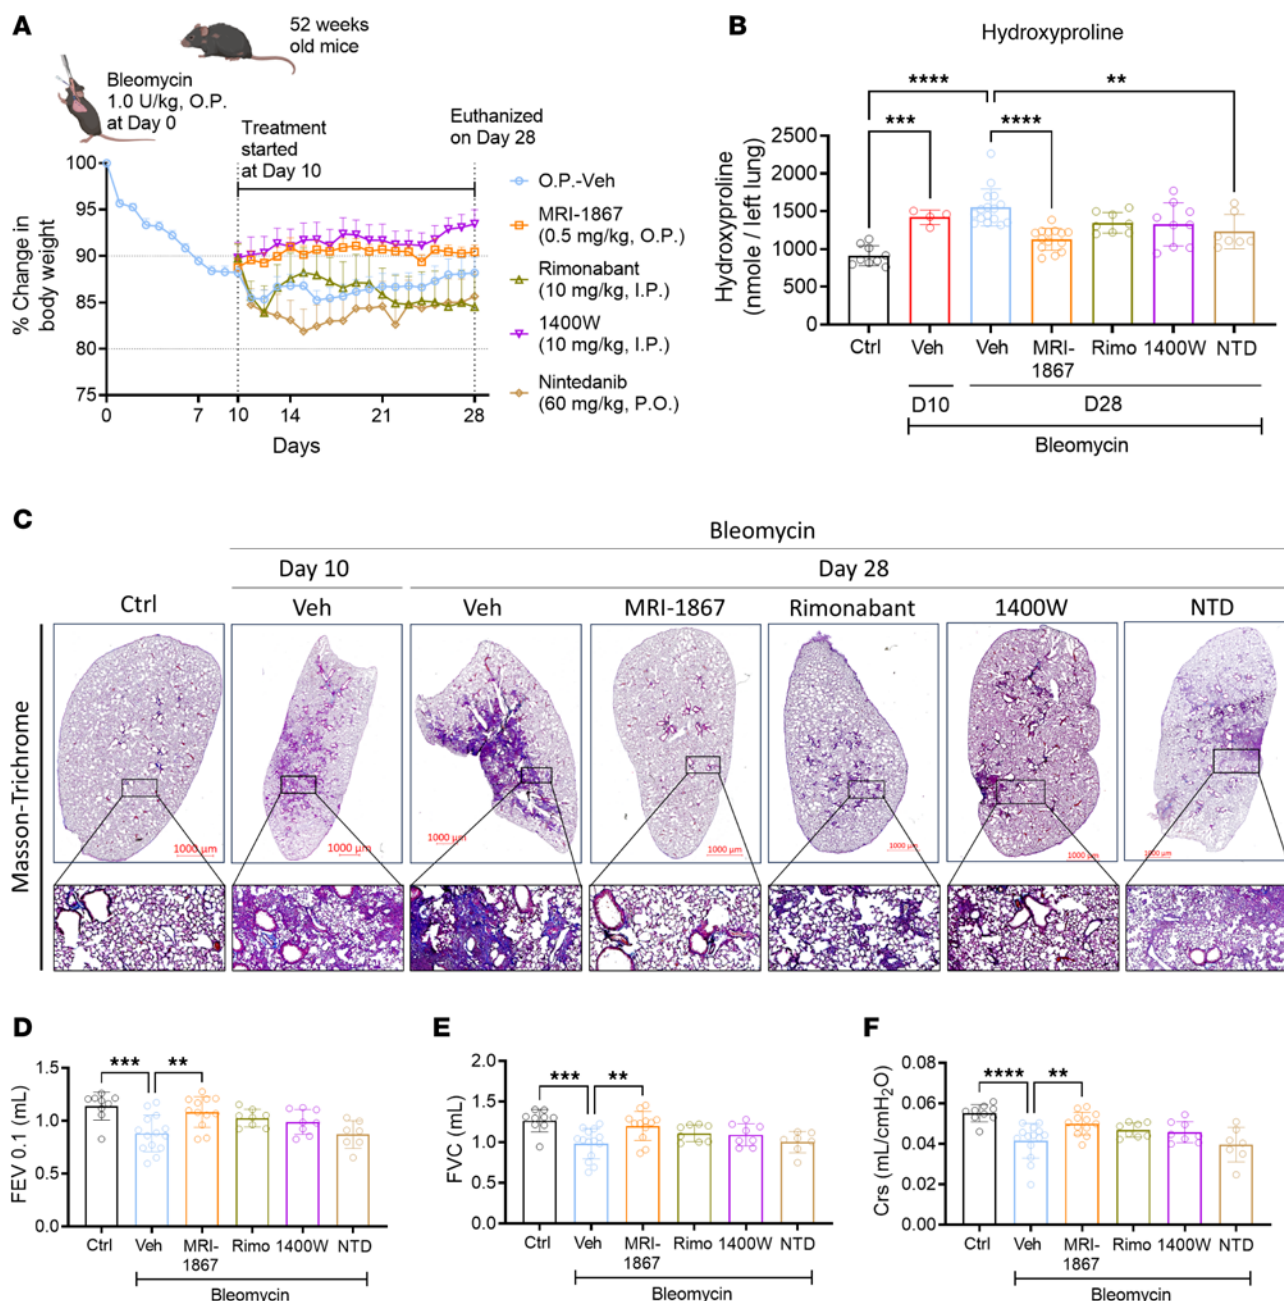 A
52 weeks
old mice
Bleomycin
1.0 U/kg, O.P.
at Day 0
Treatment
started
at Day 10
Euthanized
on Day 28
% Change in
body weight
100
95
90
85
80
75
0
7
10
14
21
28
Days
O.P.-Veh
MRI-1867
(0.5 mg/kg, O.P.)
Rimonabant
(10 mg/kg, I.P.)
1400W
(10 mg/kg, I.P.)
Nintedanib
(60 mg/kg, P.O.)
B
Hydroxyproline
**** **
*** ****
Hydroxyproline
(nmole / left lung)
2500
2000
1500
1000
500
0
Ctrl Veh Veh MRI-1867 Rimo 1400W NTD
D10 D28
Bleomycin
C
Bleomycin
Day 10 Day 28
Ctrl Veh Veh MRI-1867 Rimonabant 1400W NTD
Masson-Trichrome
1000 µm
1000 µm
1000 µm
1000 µm
1000 µm
1000 µm
1000 µm
D
*** **
FEV 0.1 (mL)
1.5
1.0
0.5
0.0
Ctrl Veh MRI-1867 Rimo 1400W NTD
Bleomycin
E
*** **
FVC (mL)
2.0
1.5
1.0
0.5
0.0
Ctrl Veh MRI-1867 Rimo 1400W NTD
Bleomycin
F
**** **
Crs (mL/cmH₂O)
0.08
0.06
0.04
0.02
0.00
Ctrl Veh MRI-1867 Rimo 1400W NTD
Bleomycin